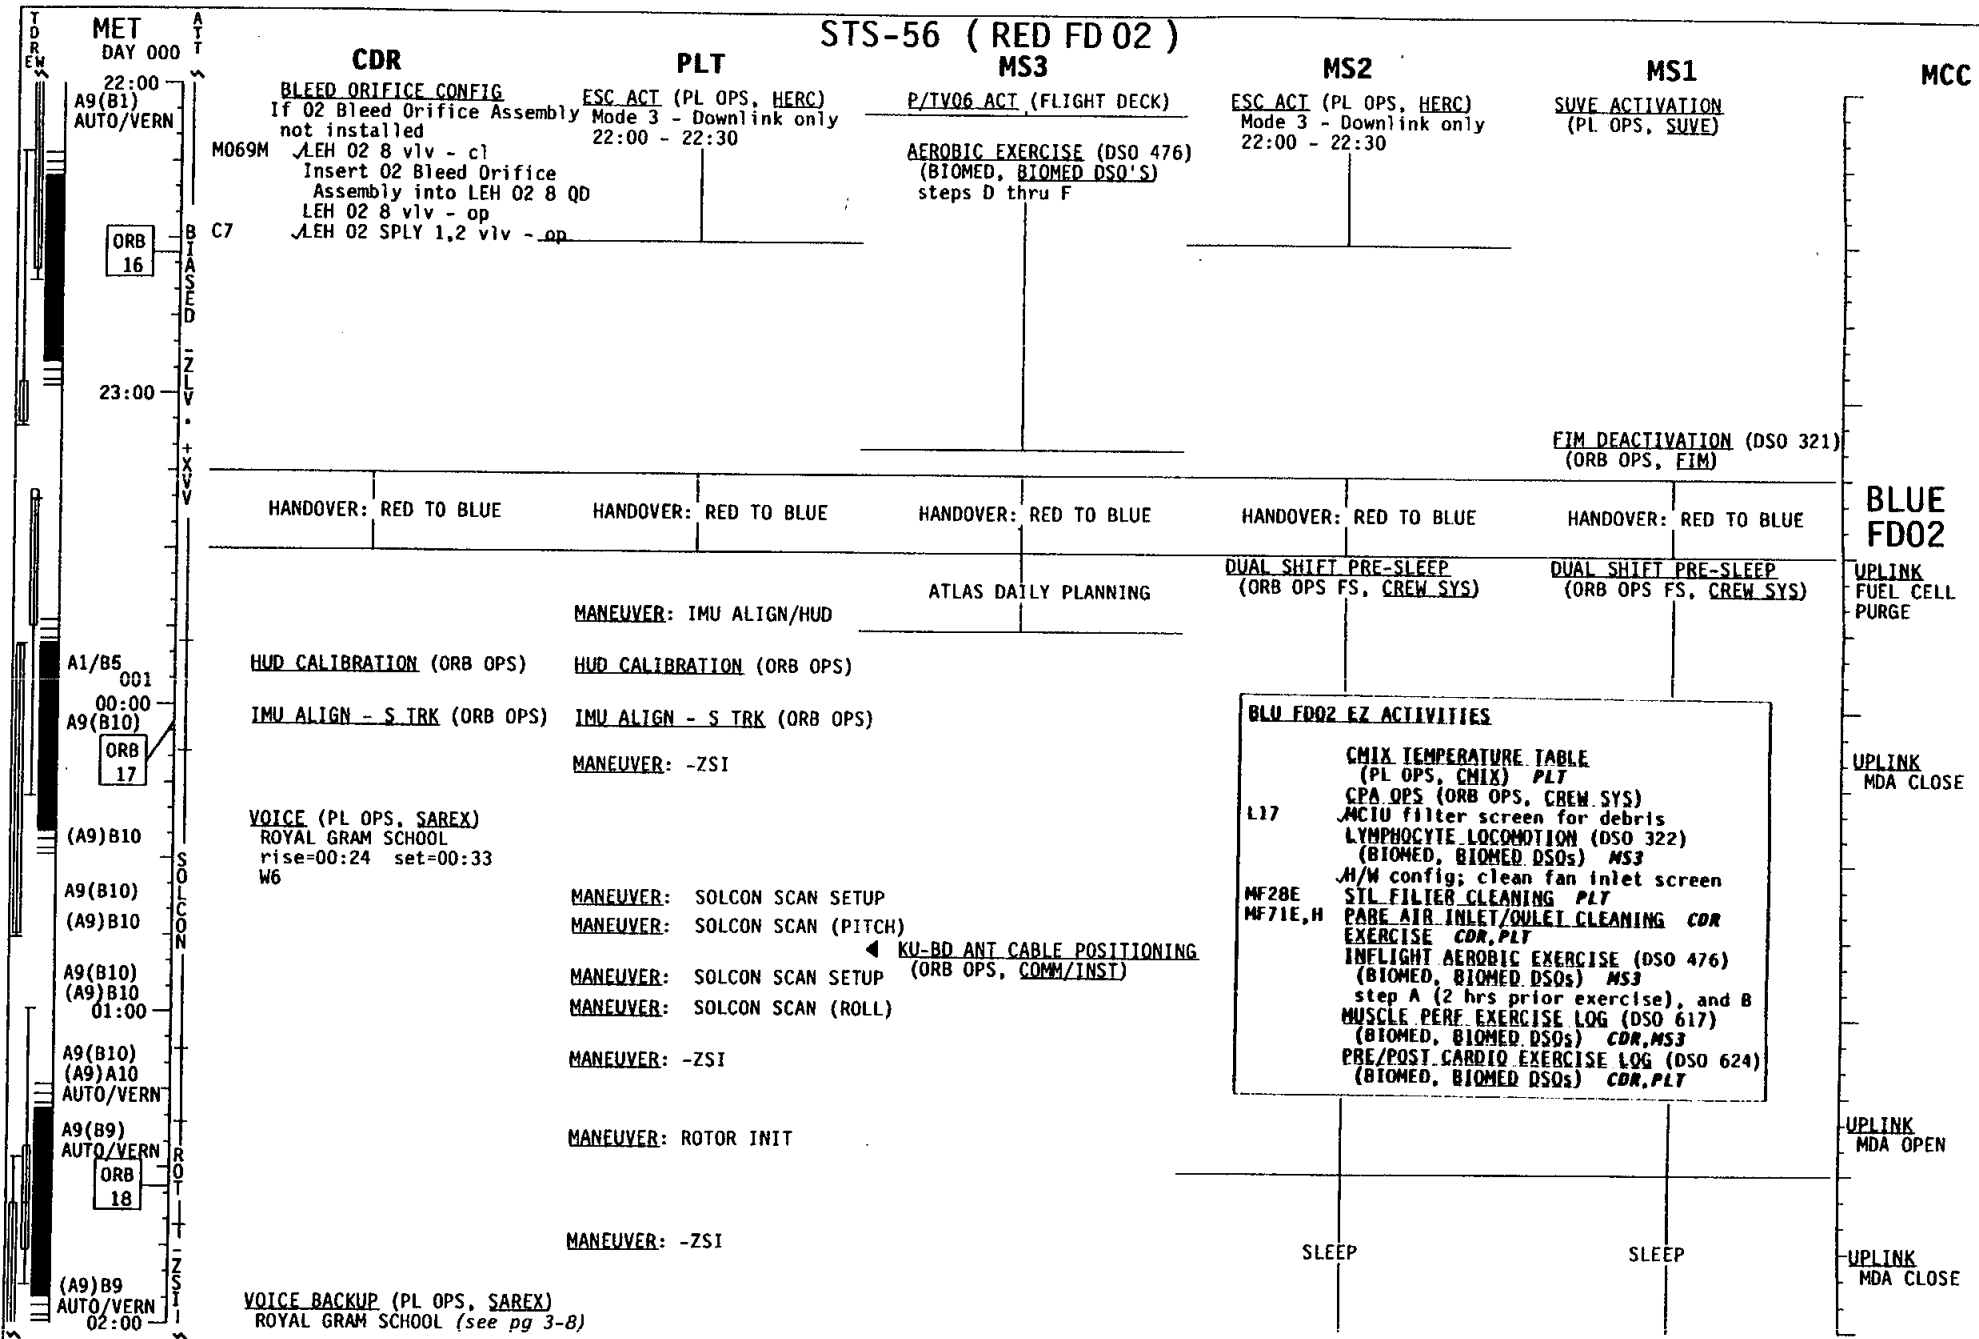 STS-56 ( RED FD 02 )
TDRS
E W
MET
DAY 000
ATT
CDR
PLT
MS3
MS2
MS1
MCC
22:00
A9(B1)
AUTO/VERN
BLEED ORIFICE CONFIG
If O2 Bleed Orifice Assembly
not installed
M069M √LEH O2 8 vlv - cl
Insert O2 Bleed Orifice
Assembly into LEH O2 8 QD
LEH O2 8 vlv - op
C7 √LEH O2 SPLY 1,2 vlv - op
ESC ACT (PL OPS, HERC)
Mode 3 - Downlink only
22:00 - 22:30
P/TV06 ACT (FLIGHT DECK)
AEROBIC EXERCISE (DSO 476)
(BIOMED, BIOMED DSO'S)
steps D thru F
ESC ACT (PL OPS, HERC)
Mode 3 - Downlink only
22:00 - 22:30
SUVE ACTIVATION
(PL OPS, SUVE)
ORB
16
BIASED -ZLV, +XVV
23:00
FIM DEACTIVATION (DSO 321)
(ORB OPS, FIM)
HANDOVER: RED TO BLUE
HANDOVER: RED TO BLUE
HANDOVER: RED TO BLUE
HANDOVER: RED TO BLUE
HANDOVER: RED TO BLUE
BLUE
FD02
MANEUVER: IMU ALIGN/HUD
ATLAS DAILY PLANNING
DUAL SHIFT PRE-SLEEP
(ORB OPS FS, CREW SYS)
DUAL SHIFT PRE-SLEEP
(ORB OPS FS, CREW SYS)
UPLINK
FUEL CELL
PURGE
A1/B5
001
00:00
A9(B10)
ORB
17
HUD CALIBRATION (ORB OPS)
HUD CALIBRATION (ORB OPS)
IMU ALIGN - S TRK (ORB OPS)
IMU ALIGN - S TRK (ORB OPS)
MANEUVER: -ZSI
UPLINK
MDA CLOSE
(A9)B10
VOICE (PL OPS, SAREX)
ROYAL GRAM SCHOOL
rise=00:24 set=00:33
W6
SOLCON
A9(B10)
(A9)B10
MANEUVER: SOLCON SCAN SETUP
MANEUVER: SOLCON SCAN (PITCH)
◀ KU-BD ANT CABLE POSITIONING
(ORB OPS, COMM/INST)
A9(B10)
(A9)B10
01:00
MANEUVER: SOLCON SCAN SETUP
MANEUVER: SOLCON SCAN (ROLL)
A9(B10)
(A9)A10
AUTO/VERN
MANEUVER: -ZSI
BLU FD02 EZ ACTIVITIES
CMIX TEMPERATURE TABLE
(PL OPS, CMIX) PLT
CPA OPS (ORB OPS, CREW SYS)
L17 √MCIU filter screen for debris
LYMPHOCYTE LOCOMOTION (DSO 322)
(BIOMED, BIOMED DSOs) MS3
√H/W config; clean fan inlet screen
MF28E STL FILTER CLEANING PLT
MF71E,H PARE AIR INLET/OULET CLEANING CDR
EXERCISE CDR,PLT
INFLIGHT AEROBIC EXERCISE (DSO 476)
(BIOMED, BIOMED DSOs) MS3
step A (2 hrs prior exercise), and B
MUSCLE PERF EXERCISE LOG (DSO 617)
(BIOMED, BIOMED DSOs) CDR,MS3
PRE/POST CARDIO EXERCISE LOG (DSO 624)
(BIOMED, BIOMED DSOs) CDR,PLT
A9(B9)
AUTO/VERN
ORB
18
ROT
MANEUVER: ROTOR INIT
UPLINK
MDA OPEN
MANEUVER: -ZSI
-ZSI
SLEEP
SLEEP
UPLINK
MDA CLOSE
(A9)B9
AUTO/VERN
02:00
VOICE BACKUP (PL OPS, SAREX)
ROYAL GRAM SCHOOL (see pg 3-8)